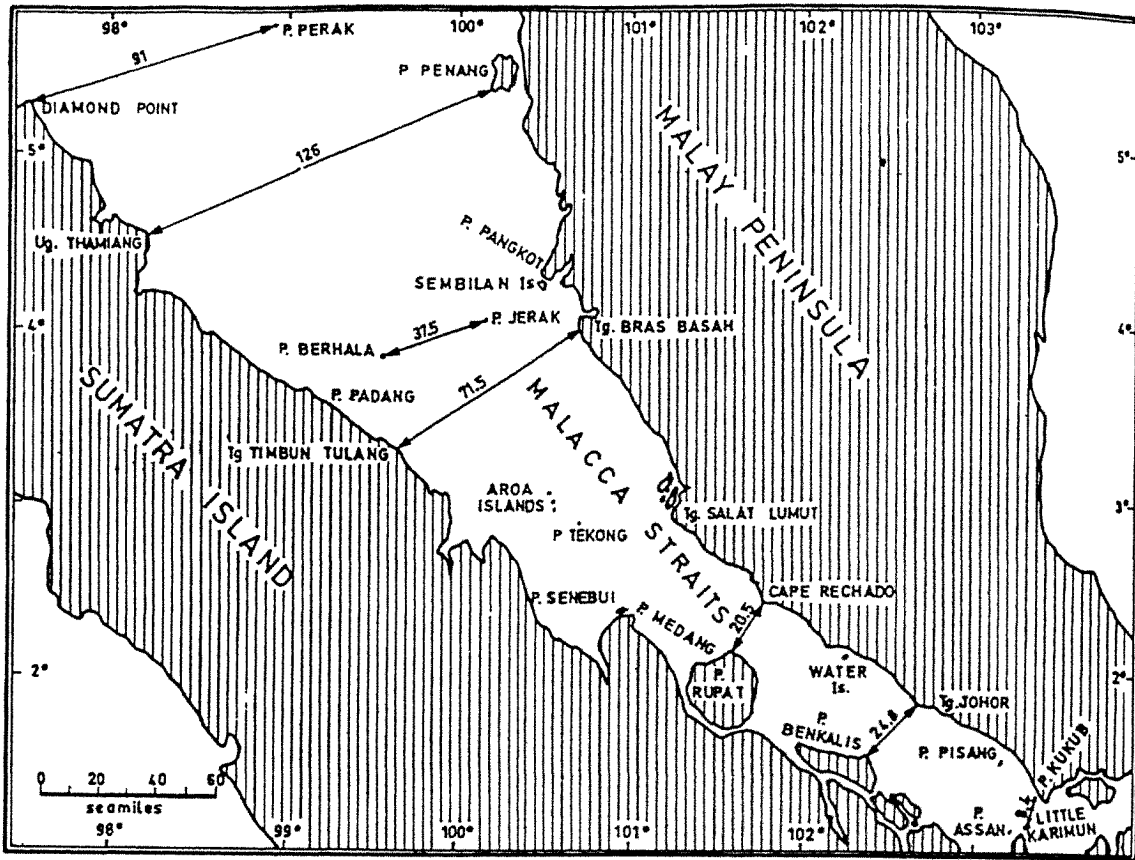 98° 100° 101° 102° 103°
P. PERAK
91
P PENANG
DIAMOND POINT
MALAY PENINSULA
5° 5°
126
P. PANGKOT
Ug. THAMIANG
SEMBILAN Is
P. JERAK
4° 4°
37.5
Tg. BRAS BASAH
P. BERHALA
71.5
P. PADANG
SUMATRA ISLAND
MALACCA STRAITS
Tg TIMBUN TULANG
AROA
ISLANDS
3°
Tg. SALAT LUMUT
P TEKONG
P. SENEBUI
CAPE RECHADO
P. MEDANG
20.5
2° 2°
P.
RUPAT
WATER
Is.
Tg. JOHOR
P.
BENKALIS
24.8
P. PISANG
P. KUKUB
0 20 40 60
seamiles
P.
ASSAN
8.4
LITTLE
KARIMUN
98° 99° 100° 101° 102°